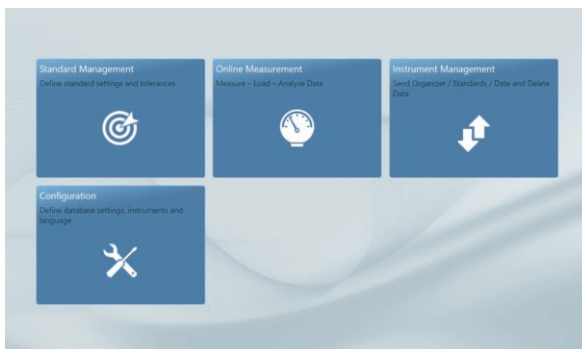 Standard Management
Define standard settings and tolerances
Online Measurement
Measure – Load – Analyse Data
Instrument Management
Send Organizer / Standards / Date and Delete
Data
Configuration
Define database settings, instruments and
language